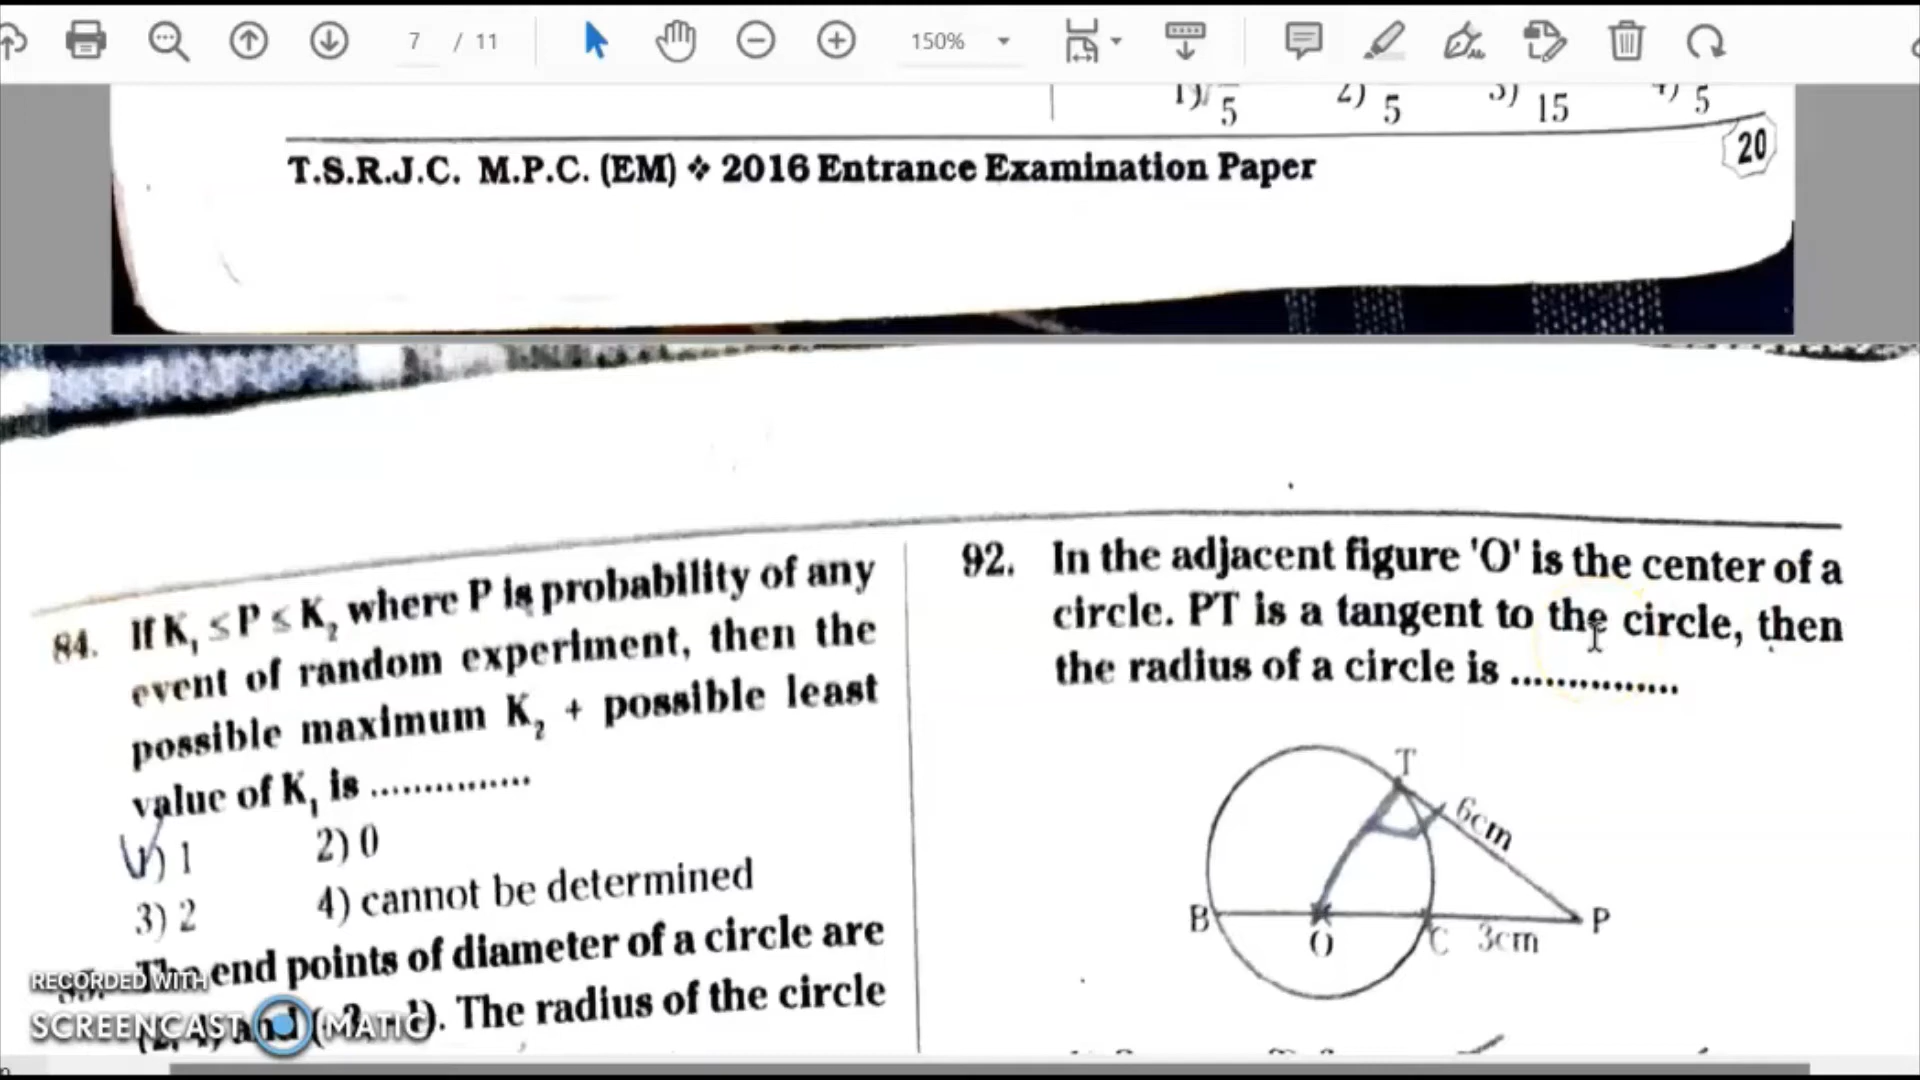 7 / 11
150%
5 5 15 5
T.S.R.J.C. M.P.C. (EM) ❖ 2016 Entrance Examination Paper
20
84. If K₁ ≤ P ≤ K₂ where P is probability of any
event of random experiment, then the
possible maximum K₂ + possible least
value of K₁ is ...............
1) 1 2) 0
3) 2 4) cannot be determined
The end points of diameter of a circle are
and . The radius of the circle
92. In the adjacent figure 'O' is the center of a
circle. PT is a tangent to the circle, then
the radius of a circle is ...............
T
6cm
B O C 3cm P
RECORDED WITH
SCREENCAST MATIC